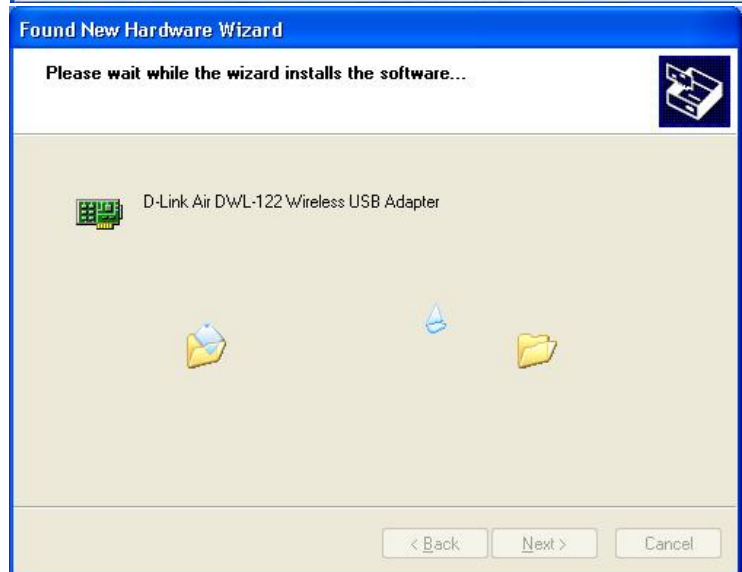 Found New Hardware Wizard
Please wait while the wizard installs the software...
D-Link Air DWL-122 Wireless USB Adapter
< Back
Next >
Cancel